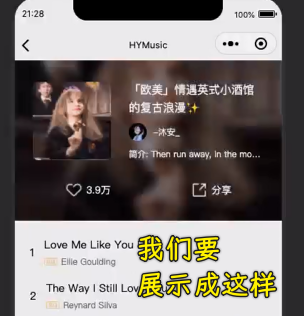 21:28
100%
HYMusic
「欧美」情遇英式小酒馆
的复古浪漫✨
~沐安_
简介: Then run away, in the mo...
3.9万
分享
1
Love Me Like You
Ellie Goulding
2
The Way I Still Lov
Reynard Silva
我们要
展示成这样